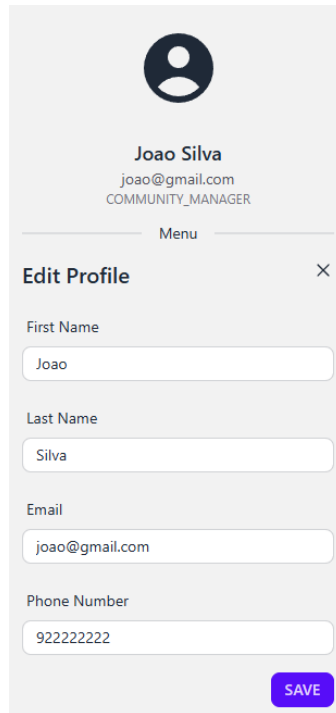 Joao Silva
joao@gmail.com
COMMUNITY_MANAGER
Menu
Edit Profile
First Name
Joao
Last Name
Silva
Email
joao@gmail.com
Phone Number
922222222
SAVE